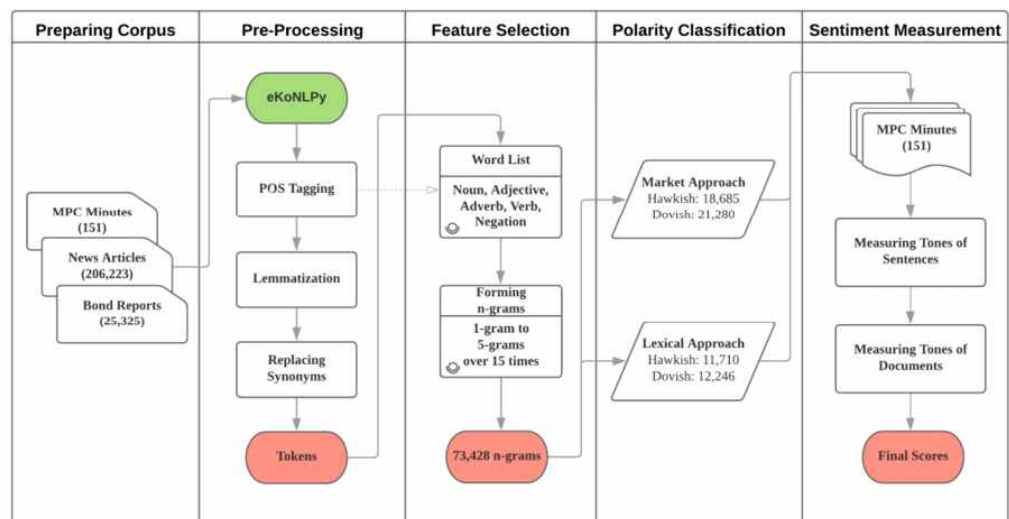 Preparing Corpus
MPC Minutes
(151)
News Articles
(206,223)
Bond Reports
(25,325)
Pre-Processing
eKoNLPy
POS Tagging
Lemmatization
Replacing
Synonyms
Tokens
Feature Selection
Word List
Noun, Adjective,
Adverb, Verb,
Negation
Forming
n-grams
1-gram to
5-grams
over 15 times
73,428 n-grams
Polarity Classification
Market Approach
Hawkish: 18,685
Dovish: 21,280
Lexical Approach
Hawkish: 11,710
Dovish: 12,246
Sentiment Measurement
MPC Minutes
(151)
Measuring Tones of
Sentences
Measuring Tones of
Documents
Final Scores